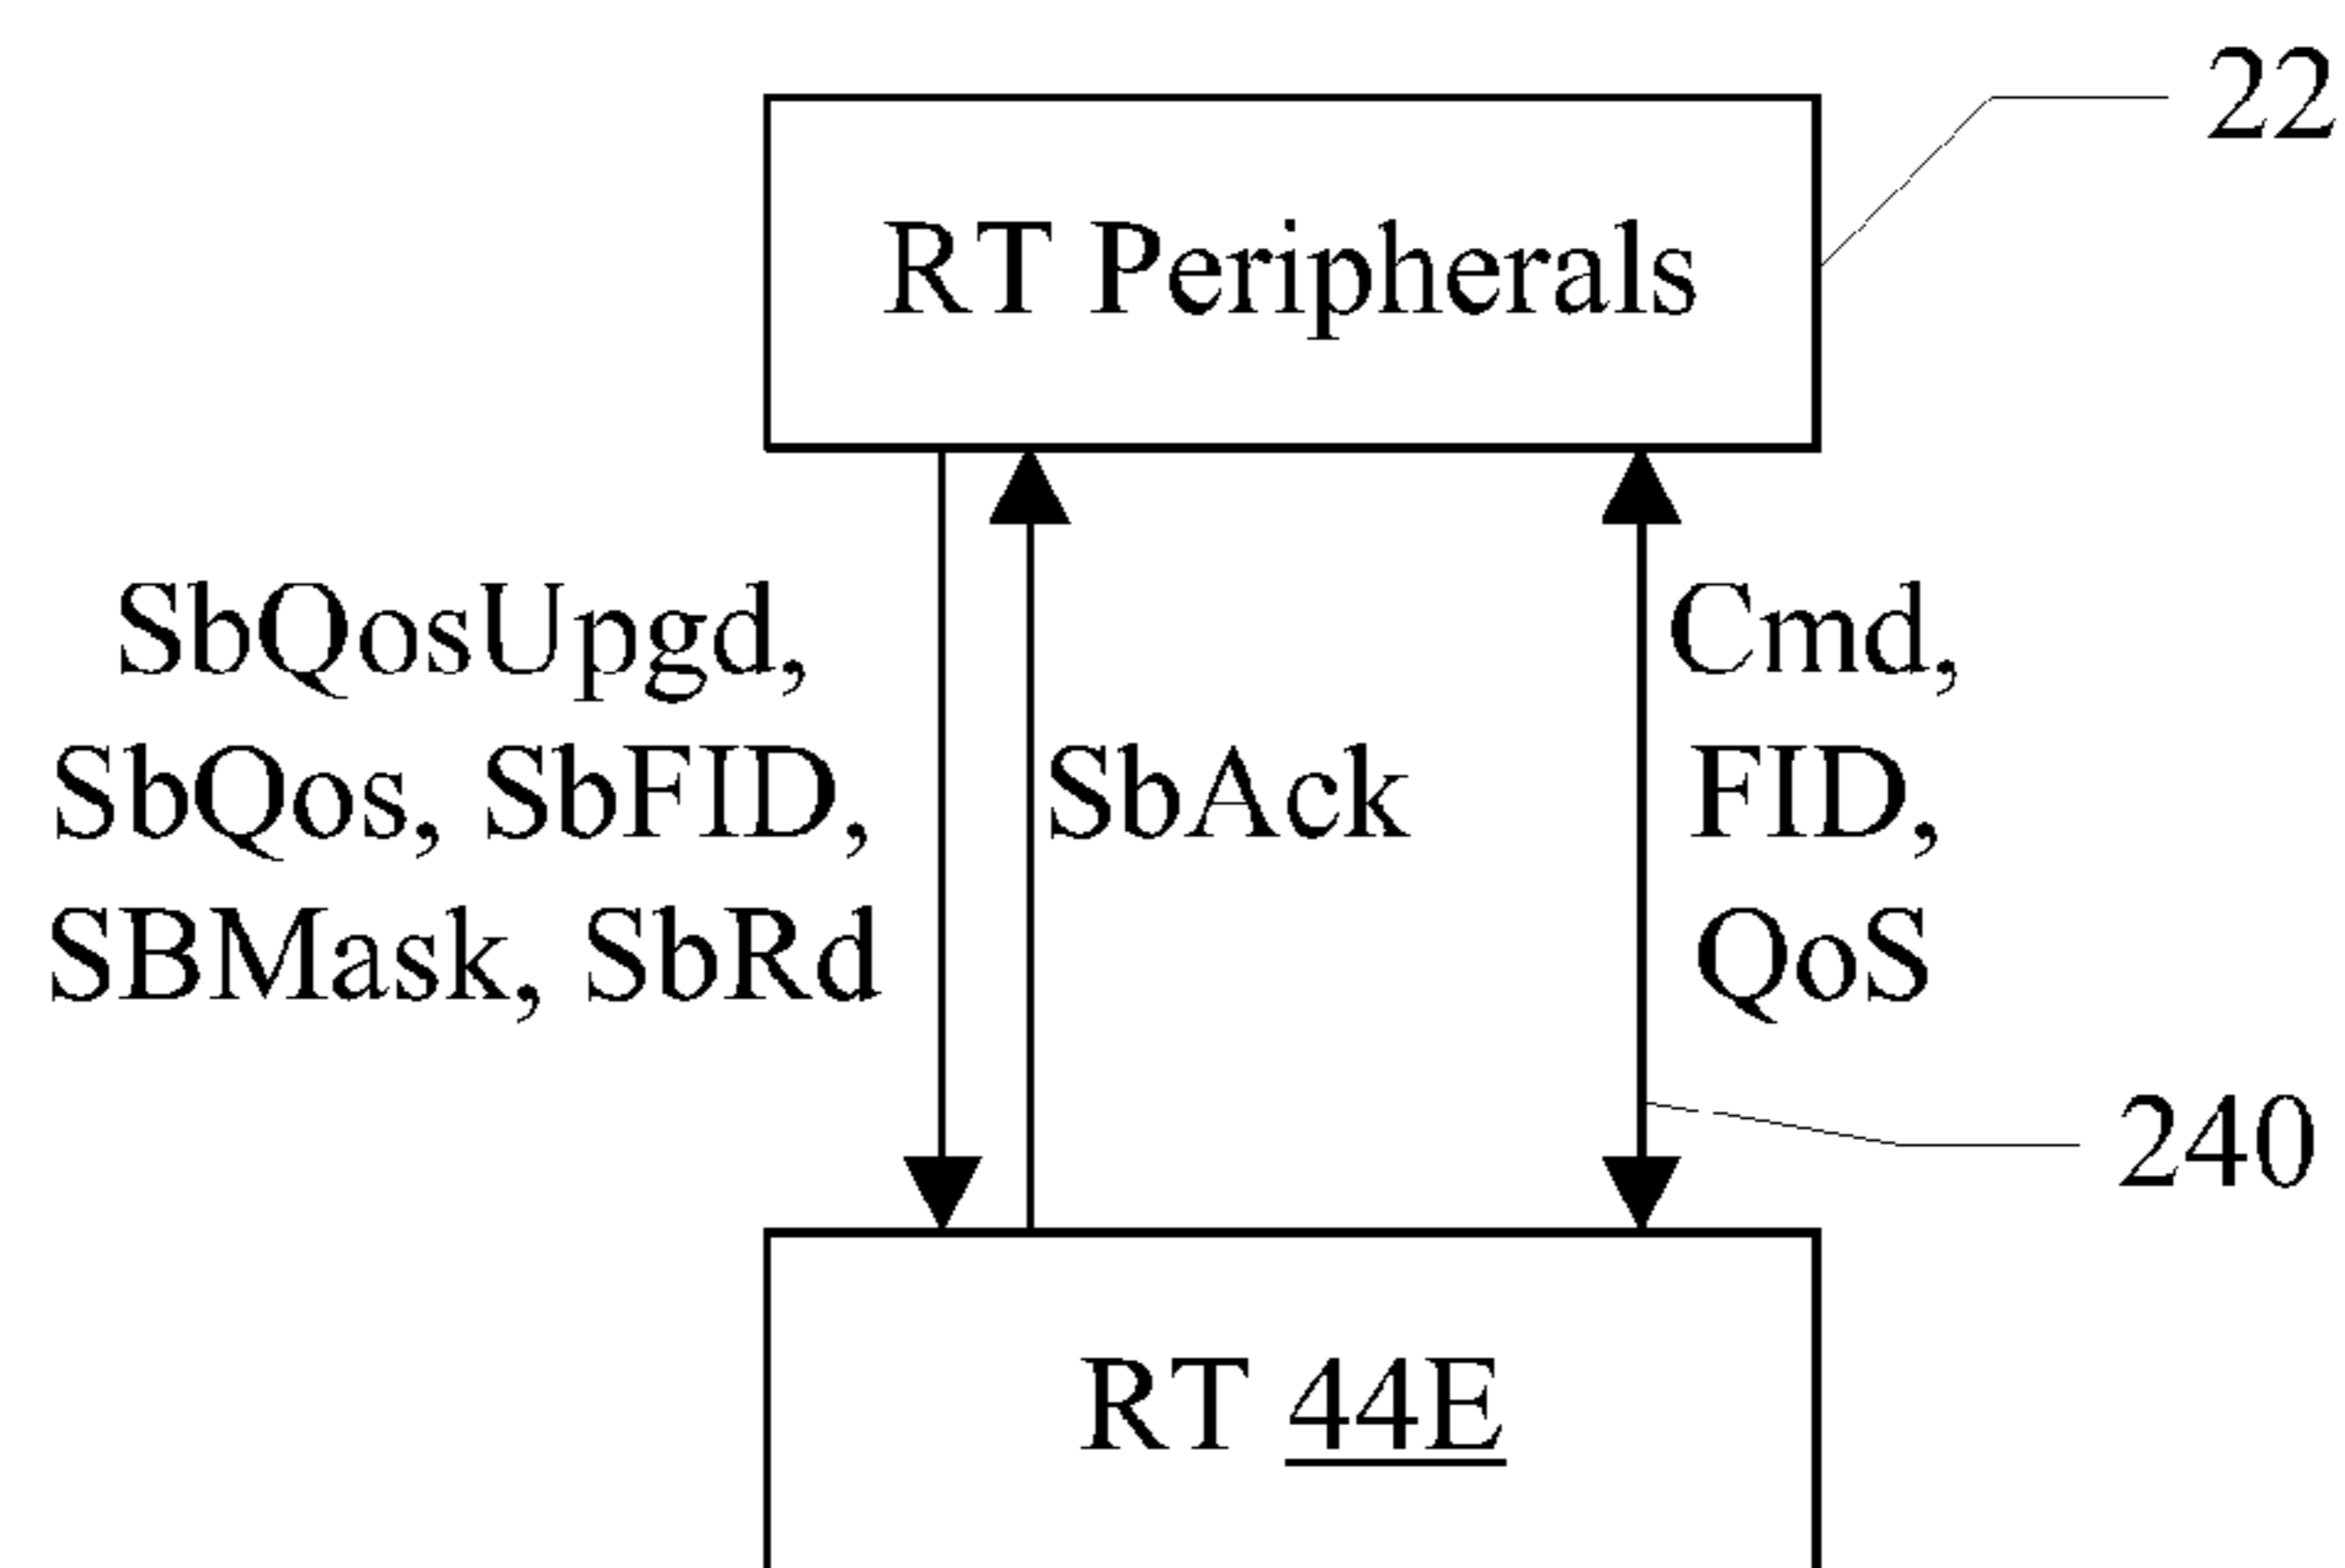 22
RT Peripherals
SbQosUpgd,
SbQos, SbFID,
SBMask, SbRd
SbAck
Cmd,
FID,
QoS
240
RT 44E